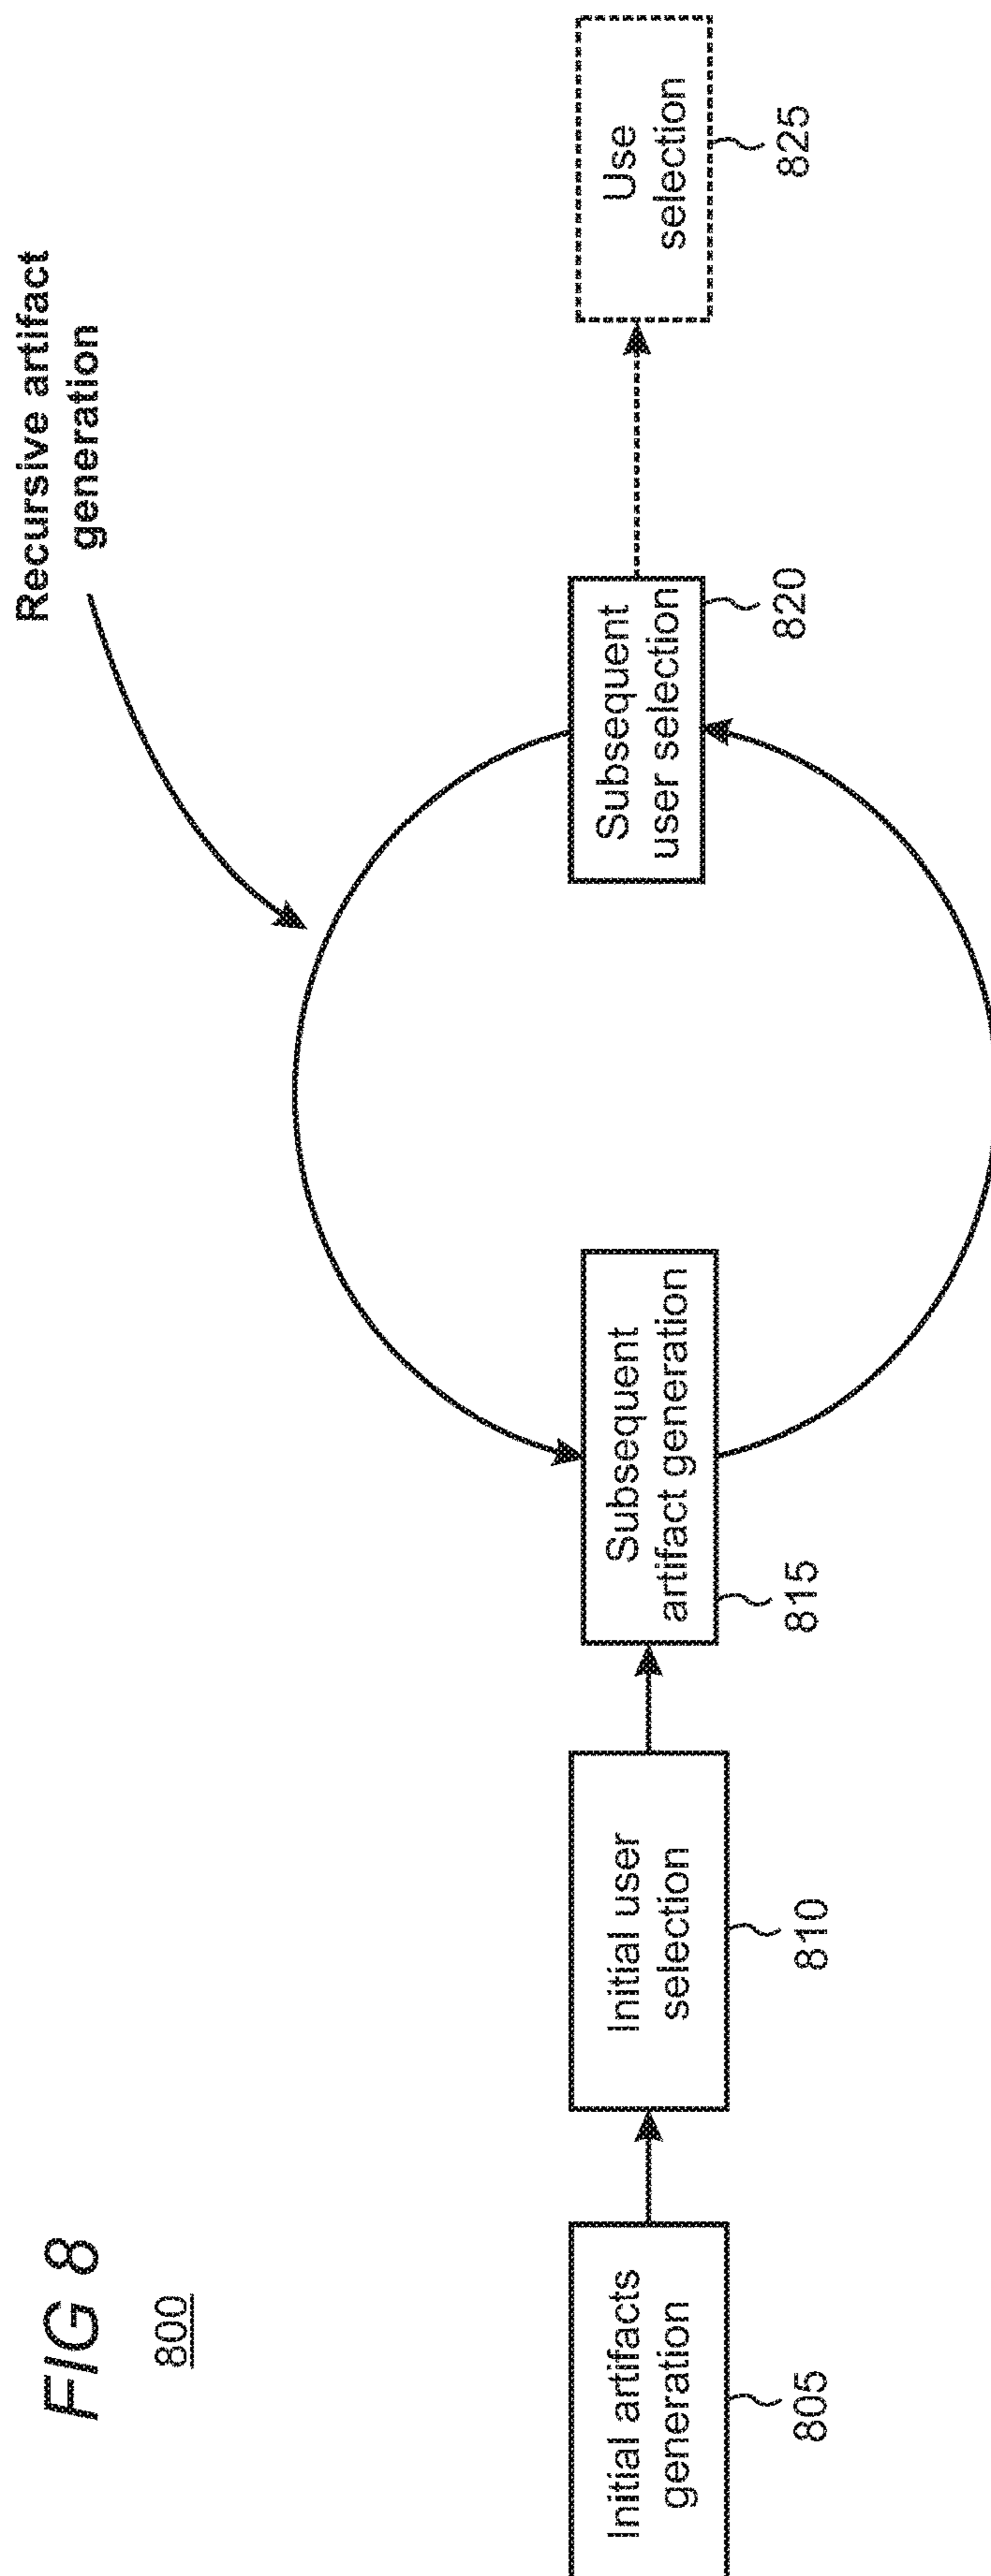 FIG 8
800
Recursive artifact
generation
Initial artifacts
generation
805
Initial user
selection
810
Subsequent
artifact generation
815
Subsequent
user selection
820
Use
selection
825